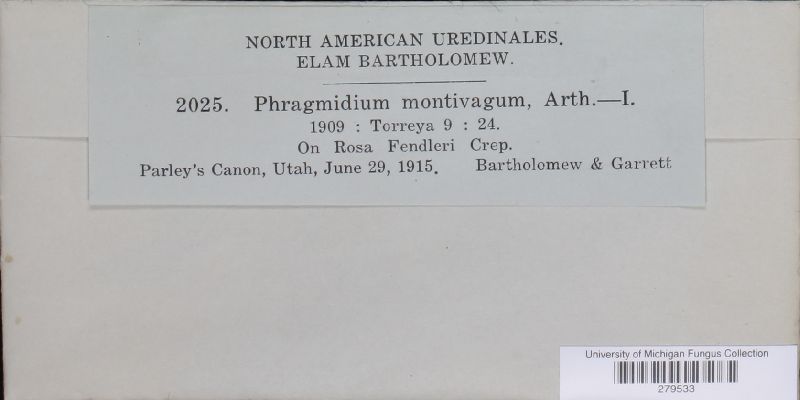 NORTH AMERICAN UREDINALES.
ELAM BARTHOLOMEW.
2025. Phragmidium montivagum, Arth.—I.
1909 : Torreya 9 : 24.
On Rosa Fendleri Crep.
Parley's Canon, Utah, June 29, 1915. Bartholomew & Garrett
University of Michigan Fungus Collection
279533